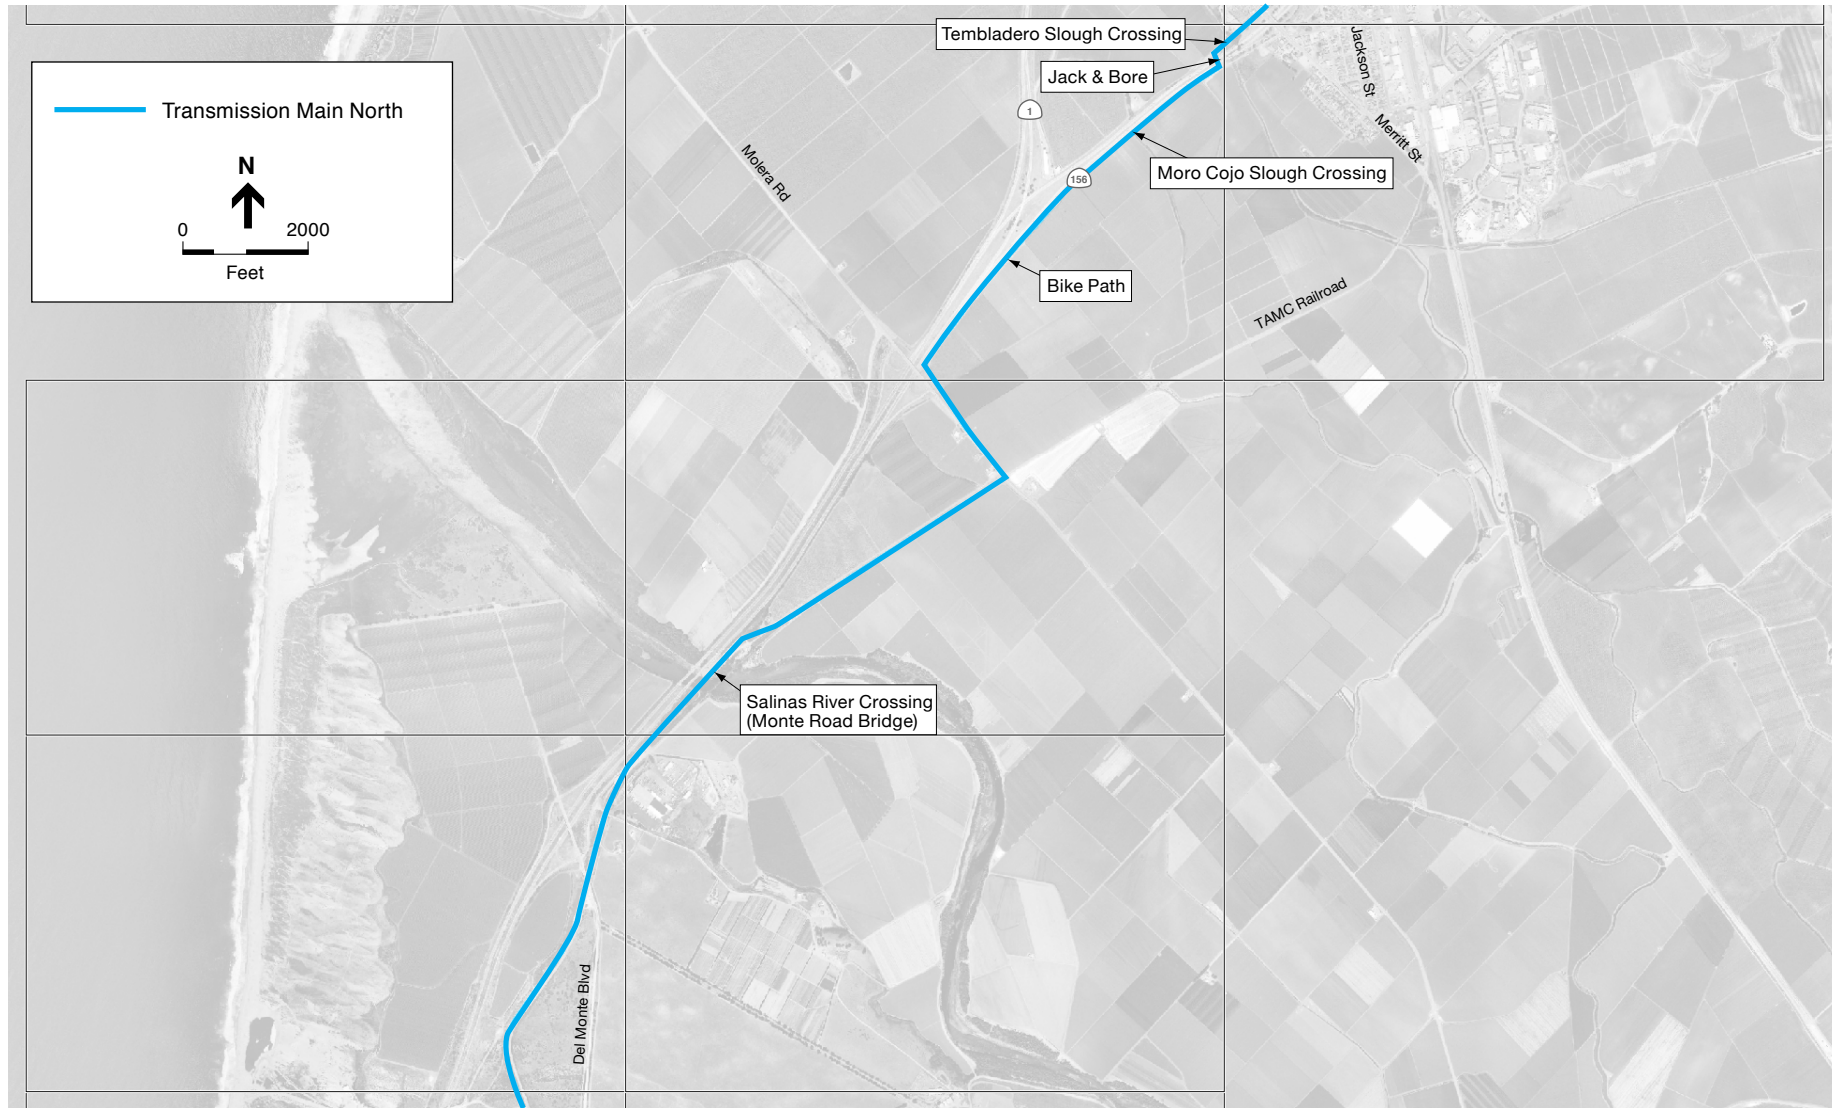 Tembladero Slough Crossing
Jack & Bore
Jackson St
Transmission Main North
1
Merritt St
N
Molera Rd
Moro Cojo Slough Crossing
156
0 2000
Feet
Bike Path
TAMC Railroad
Salinas River Crossing
(Monte Road Bridge)
Del Monte Blvd